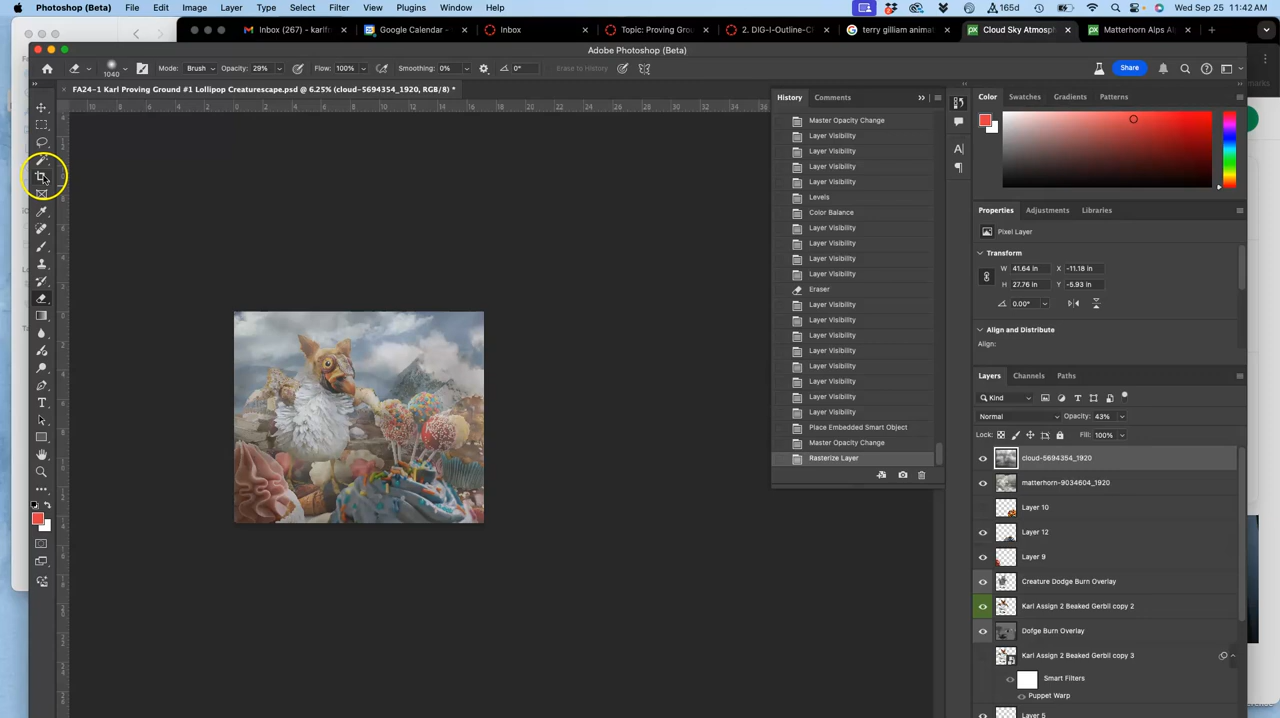 Photoshop (Beta) File Edit Image Layer Type Select Filter View Plugins Window Help
165d Wed Sep 25 11:42 AM
Mail Inbox (267) - karlfr Google Calendar - Inbox Topic: Proving Groun 2. DIG-I-Outline-C terry gilliam animat Cloud Sky Atmosph Matterhorn Alps A
Adobe Photoshop (Beta)
1040 Mode: Brush Opacity: 29% Flow: 100% Smoothing: 0% 0° Erase to History Share
FA24-1 Karl Proving Ground #1 Lollipop Creaturescape.psd @ 6.25% (cloud-5694354_1920, RGB/8) *
History Comments
Color Swatches Gradients Patterns
Master Opacity Change
Layer Visibility
Layer Visibility
Layer Visibility
Layer Visibility
Levels
Color Balance
Layer Visibility
Layer Visibility
Layer Visibility
Layer Visibility
Eraser
Layer Visibility
Layer Visibility
Layer Visibility
Layer Visibility
Layer Visibility
Layer Visibility
Layer Visibility
Layer Visibility
Place Embedded Smart Object
Master Opacity Change
Rasterize Layer
Properties Adjustments Libraries
Pixel Layer
Transform
W 41.64 in X -11.18 in
H 27.76 in Y -5.93 in
0.00°
Align and Distribute
Align:
Layers Channels Paths
Kind
Normal Opacity: 43%
Lock: Fill: 100%
cloud-5694354_1920
matterhorn-9034604_1920
Layer 10
Layer 12
Layer 9
Creature Dodge Burn Overlay
Karl Assign 2 Beaked Gerbil copy 2
Dofge Burn Overlay
Karl Assign 2 Beaked Gerbil copy 3
Smart Filters
Puppet Warp
Layer 5